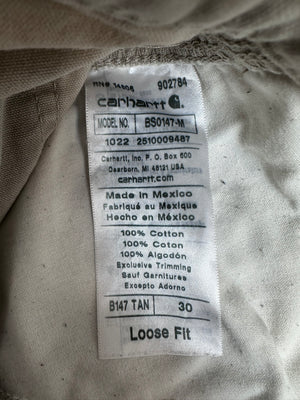 RN# 14806 902784
carhartt
MODEL NO. BS0147-M
1022 2510009487
Carhartt, Inc. P. O. Box 600
Dearborn, MI 48121 USA
carhartt.com
Made in Mexico
Fabriqué au Mexique
Hecho en México
100% Cotton
100% Coton
100% Algodón
Exclusive Trimming
Sauf Garnitures
Excepto Adorno
B147 TAN 30
Loose Fit